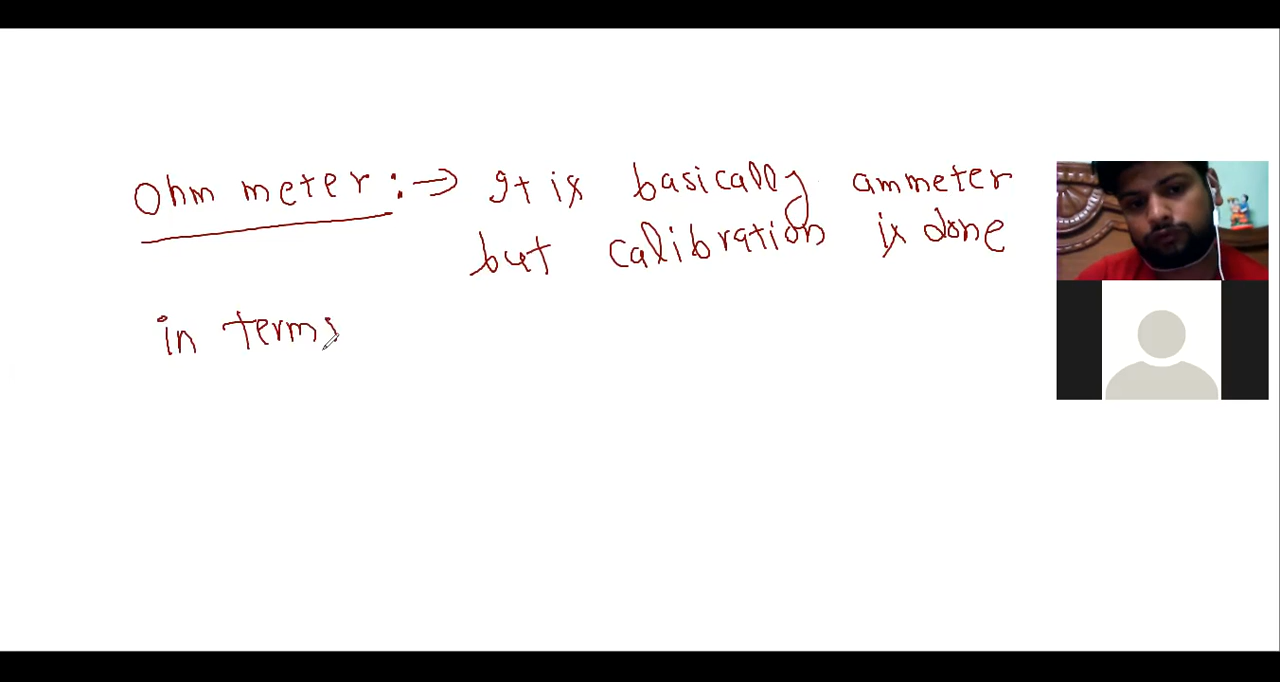 Ohm meter :→ It is basically ammeter
but calibration is done
in terms